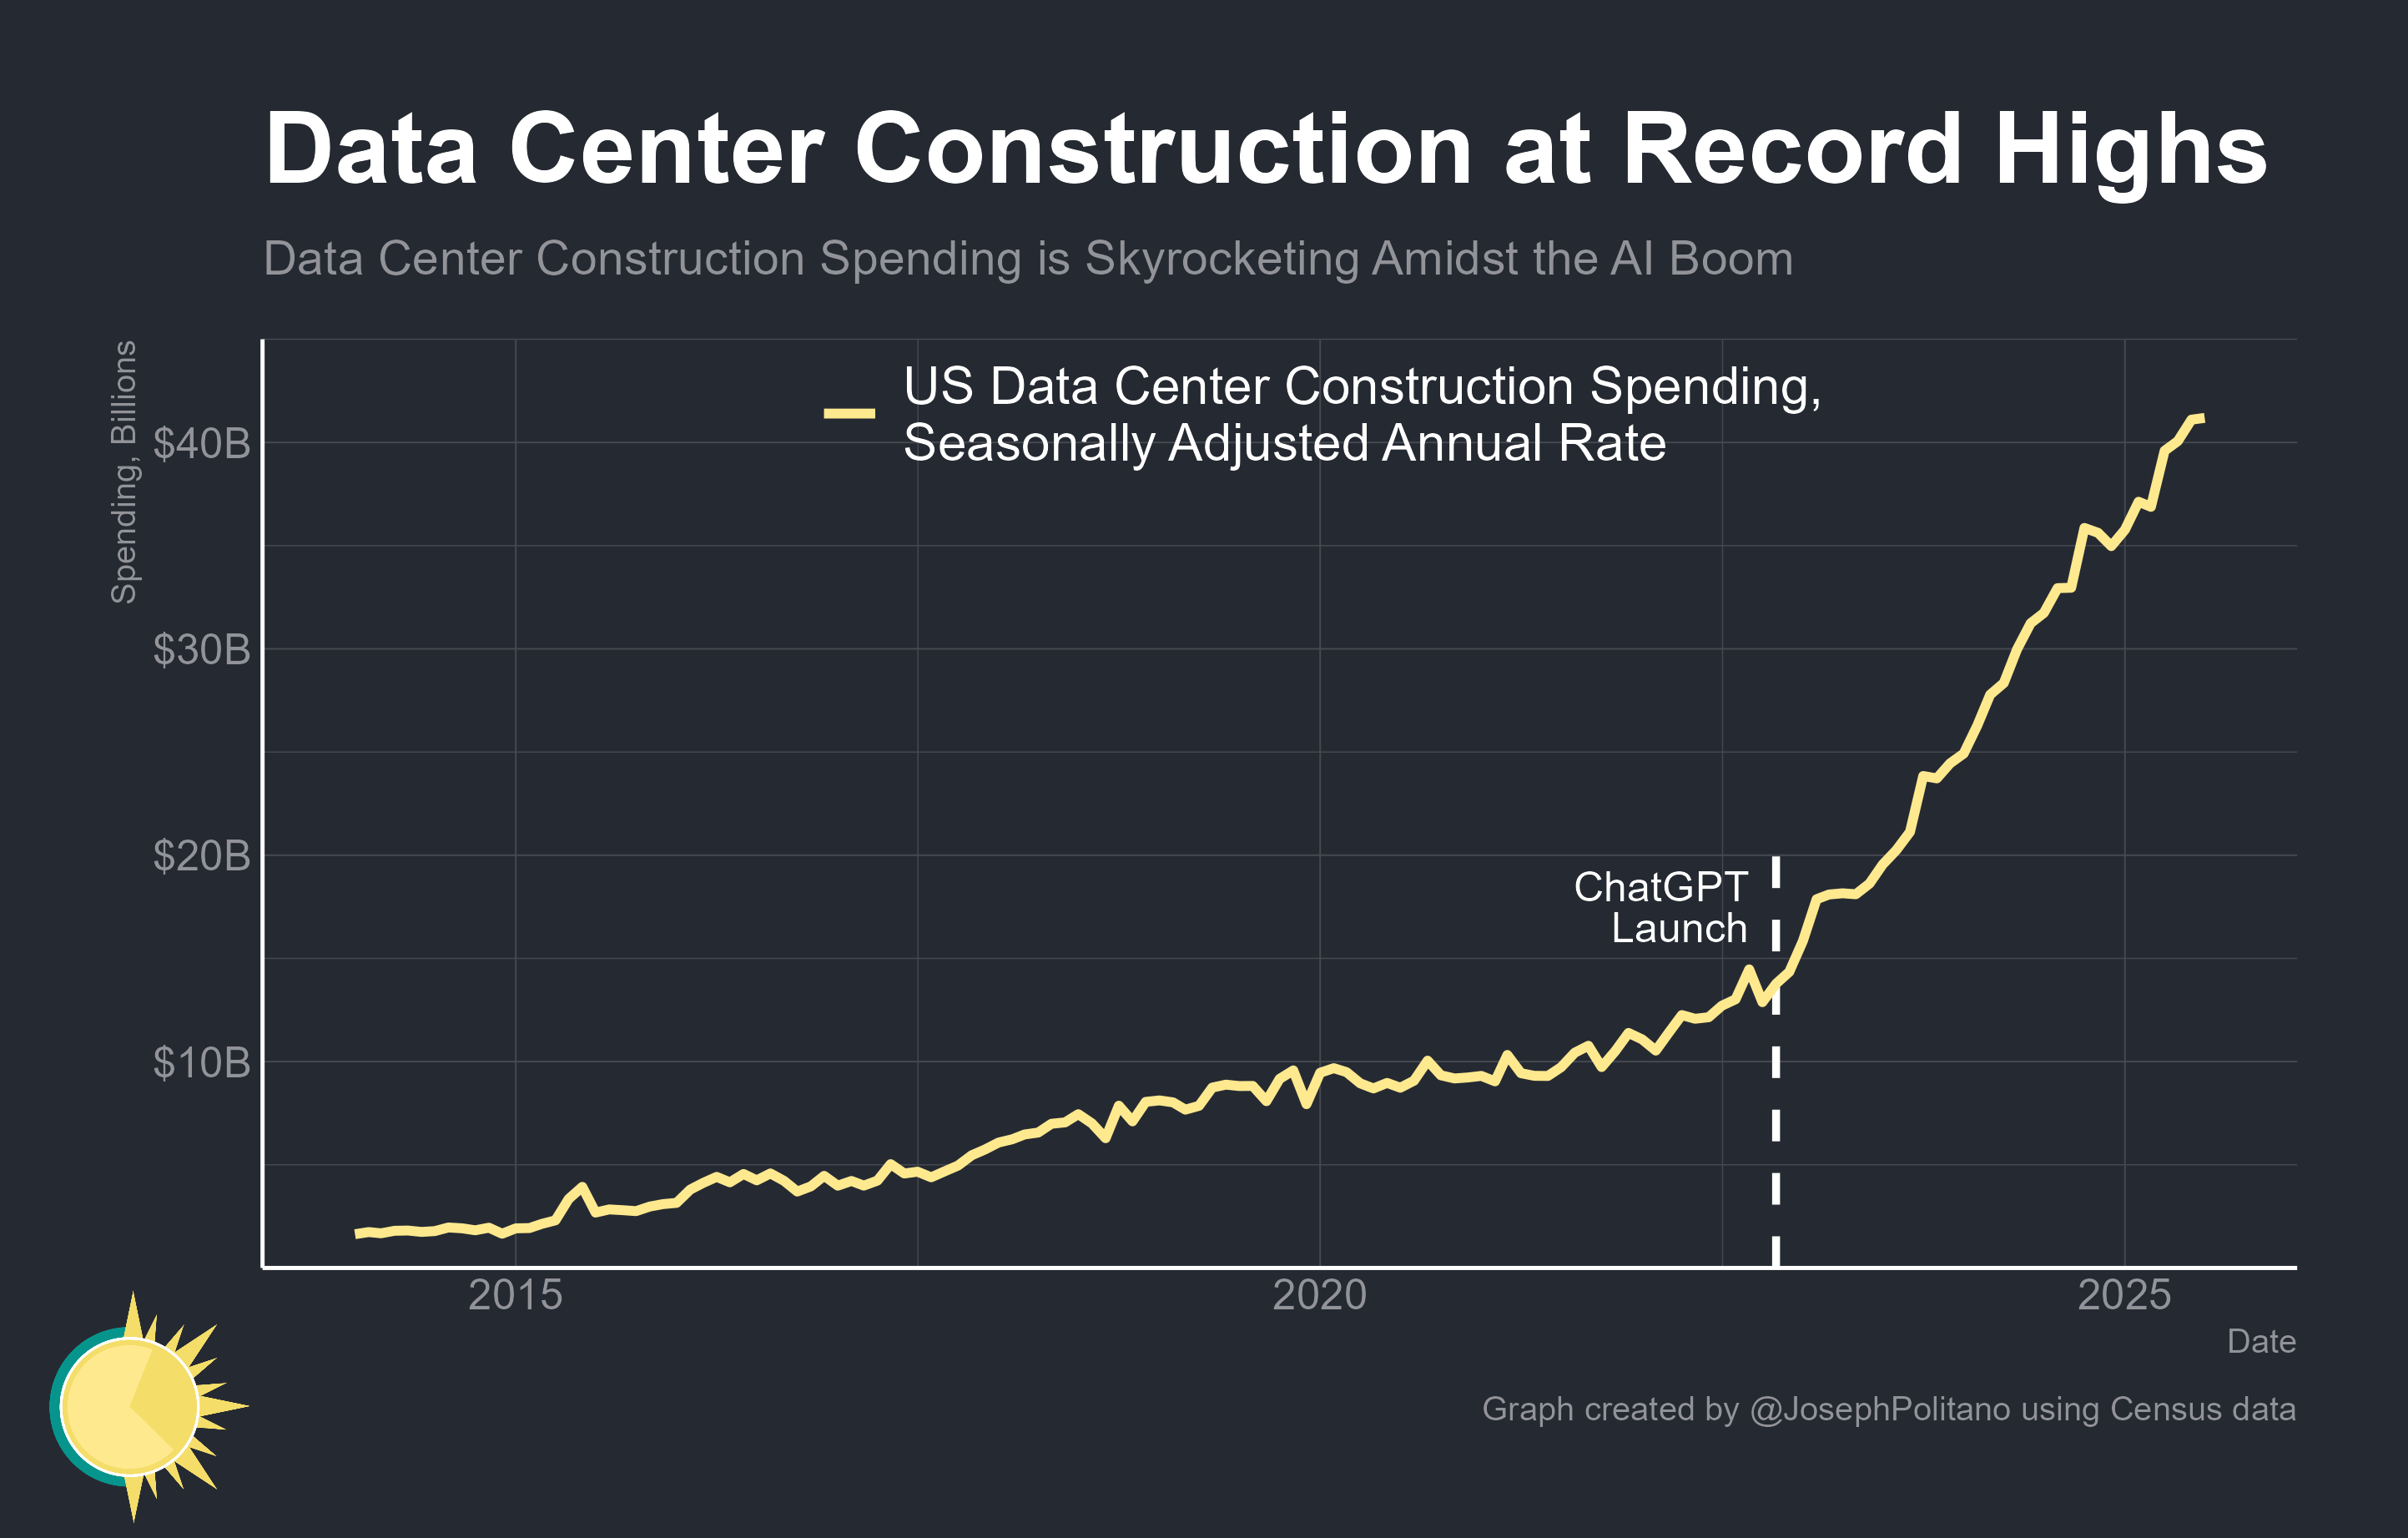 Data Center Construction at Record Highs
Data Center Construction Spending is Skyrocketing Amidst the AI Boom
Spending, Billions
US Data Center Construction Spending,
Seasonally Adjusted Annual Rate
$40B
$30B
$20B
$10B
ChatGPT
Launch
2015
2020
2025
Date
Graph created by @JosephPolitano using Census data